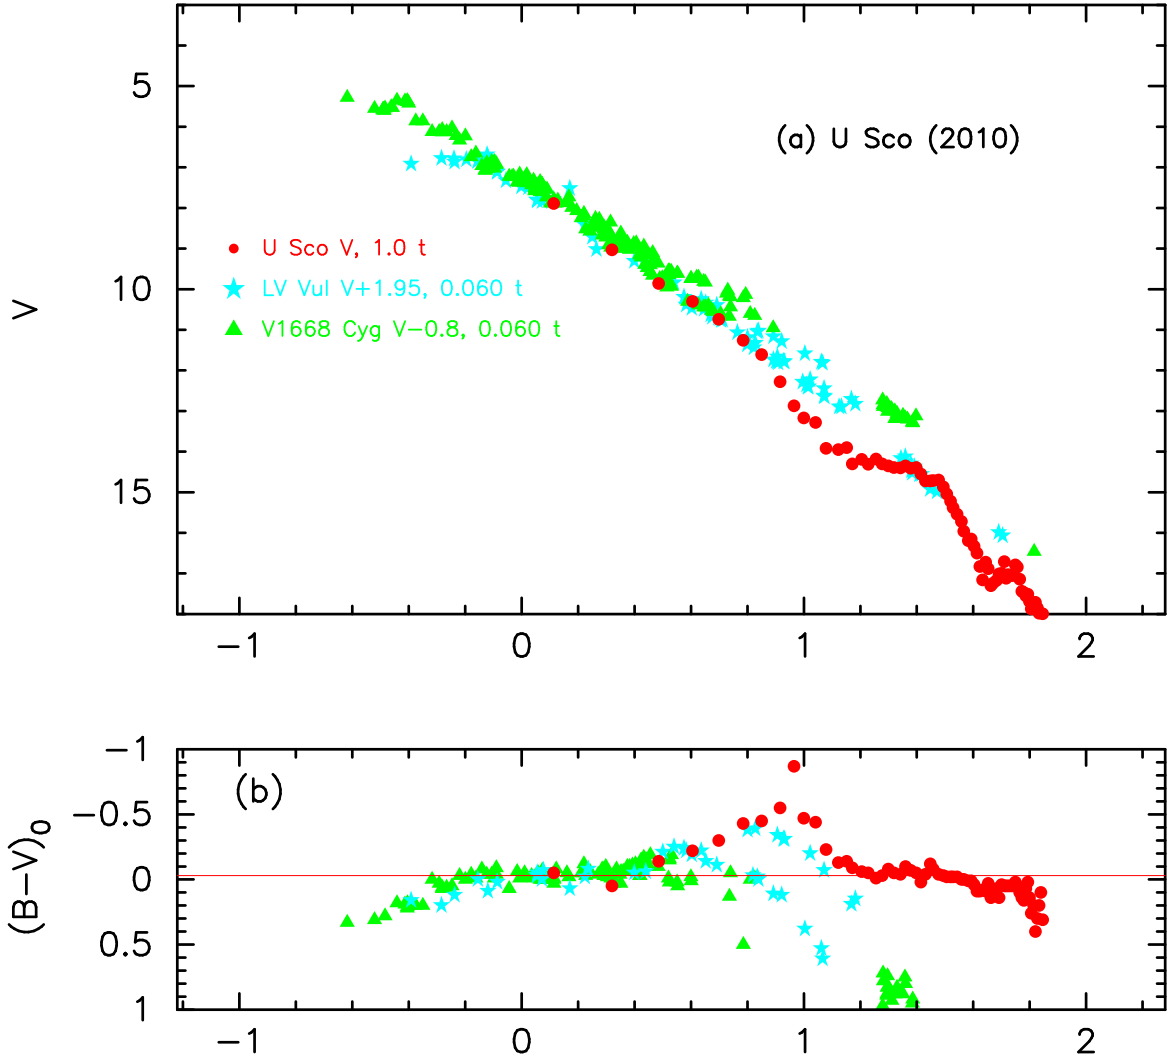 5
(a) U Sco (2010)
U Sco V, 1.0 t
10
LV Vul V+1.95, 0.060 t
V
V1668 Cyg V−0.8, 0.060 t
15
−1 0 1 2
−1
(b)
−0.5
(B−V)₀
0
0.5
1
−1 0 1 2